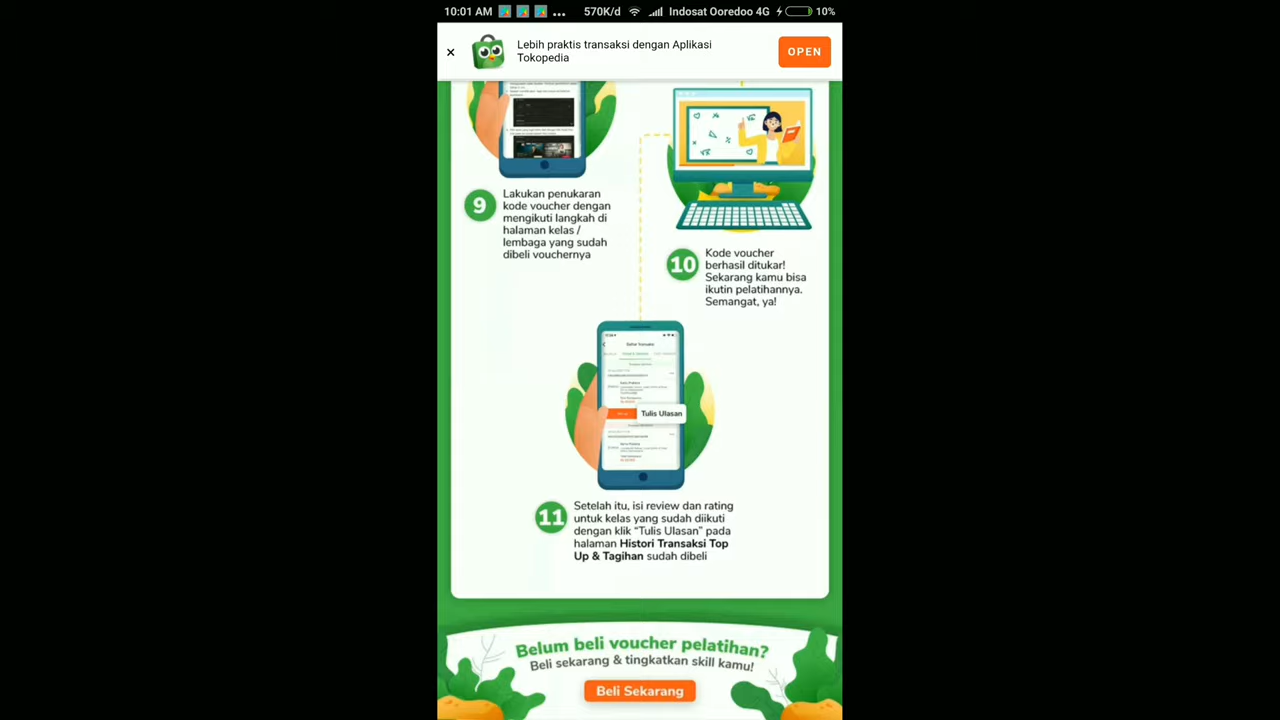 10:01 AM ... 570K/d Indosat Ooredoo 4G 10%
Lebih praktis transaksi dengan Aplikasi
Tokopedia
OPEN
9
Lakukan penukaran
kode voucher dengan
mengikuti langkah di
halaman kelas /
lembaga yang sudah
dibeli vouchernya
10
Kode voucher
berhasil ditukar!
Sekarang kamu bisa
ikutin pelatihannya.
Semangat, ya!
Tulis Ulasan
11
Setelah itu, isi review dan rating
untuk kelas yang sudah diikuti
dengan klik “Tulis Ulasan” pada
halaman Histori Transaksi Top
Up & Tagihan sudah dibeli
Belum beli voucher pelatihan?
Beli sekarang & tingkatkan skill kamu!
Beli Sekarang